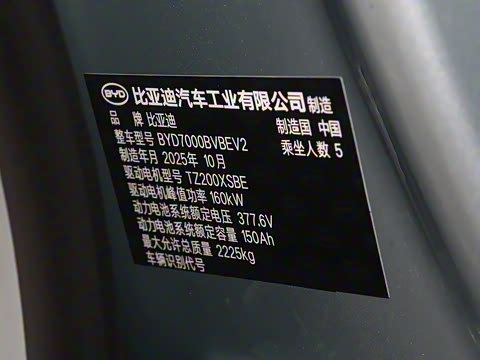 BYD 比亚迪汽车工业有限公司 制造
品 牌 比亚迪 制造国 中国
整车型号 BYD7000BVBEV2 乘坐人数 5
制造年月 2025年 10月
驱动电机型号 TZ200XSBE
驱动电机峰值功率 160kW
动力电池系统额定电压 377.6V
动力电池系统额定容量 150Ah
最大允许总质量 2225kg
车辆识别代号